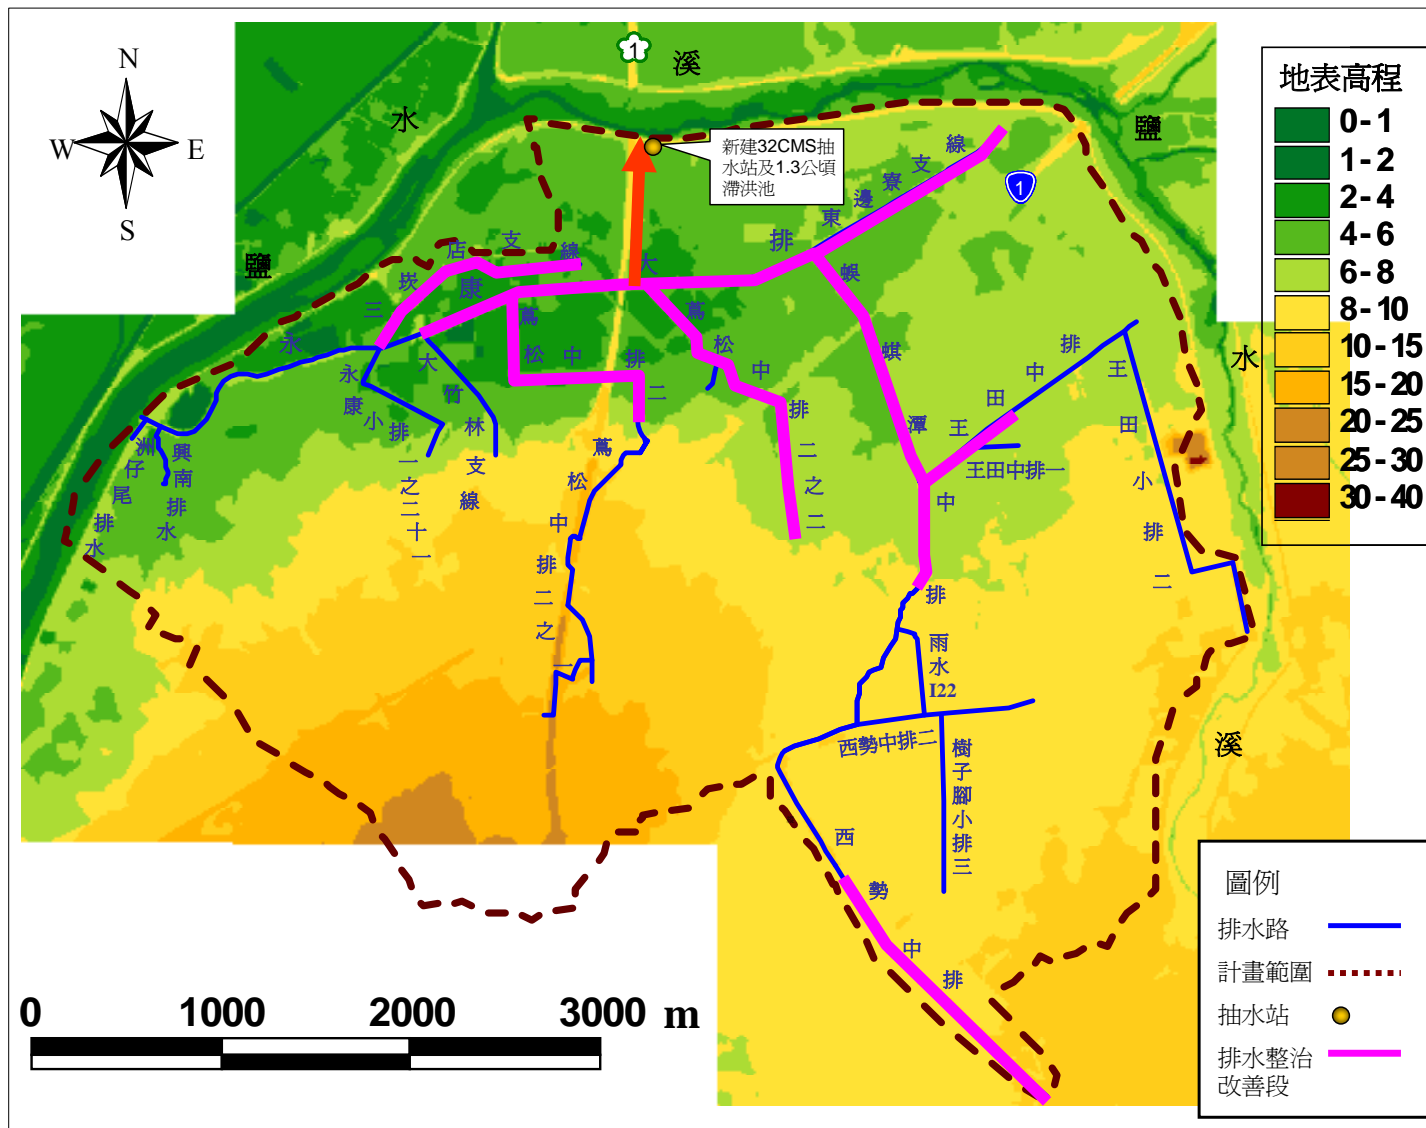 N
W
E
S
1
溪
水
鹽
鹽
水
溪
新建32CMS抽
水站及1.3公頃
滯洪池
1
東邊寮支線
三崁店支線
永康大排
蜈蜞潭中排
蔦松中排二
蔦松中排二之二
蔦松中排二之一
大竹林支線
永康小排一之二十一
洲仔尾排水
興南排水
王田中排
王田中排一
王田小排二
雨水
I22
西勢中排二
樹子腳小排三
西勢中排
地表高程
0-1
1-2
2-4
4-6
6-8
8-10
10-15
15-20
20-25
25-30
30-40
圖例
排水路
計畫範圍
抽水站
排水整治
改善段
0 1000 2000 3000 m